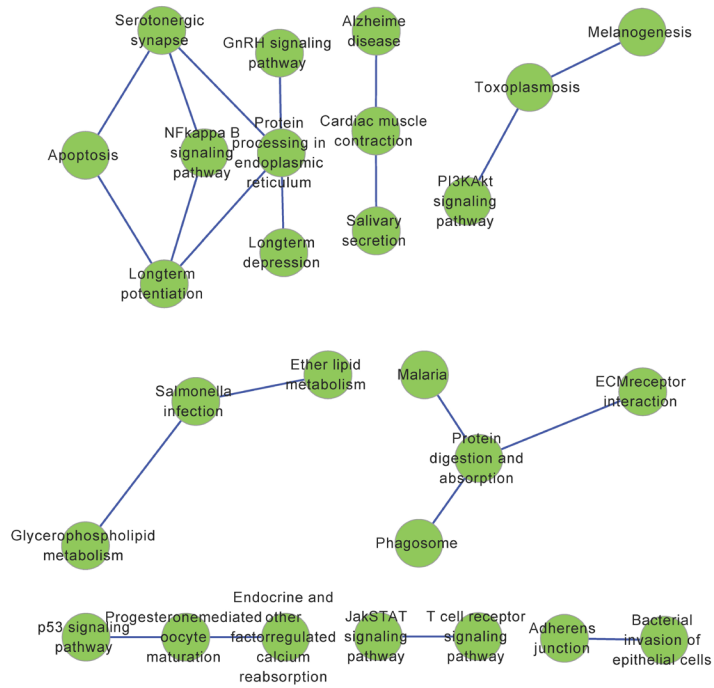 Serotonergic
synapse
GnRH signaling
pathway
Alzheime
disease
Melanogenesis
Toxoplasmosis
Apoptosis
NFkappa B
signaling
pathway
Protein
processing in
endoplasmic
reticulum
Cardiac muscle
contraction
PI3KAkt
signaling
pathway
Longterm
potentiation
Longterm
depression
Salivary
secretion
Salmonella
infection
Ether lipid
metabolism
Malaria
ECMreceptor
interaction
Protein
digestion and
absorption
Glycerophospholipid
metabolism
Phagosome
p53 signaling
pathway
Progesteronemediated
oocyte
maturation
Endocrine and
other
factorregulated
calcium
reabsorption
JakSTAT
signaling
pathway
T cell receptor
signaling
pathway
Adherens
junction
Bacterial
invasion of
epithelial cells